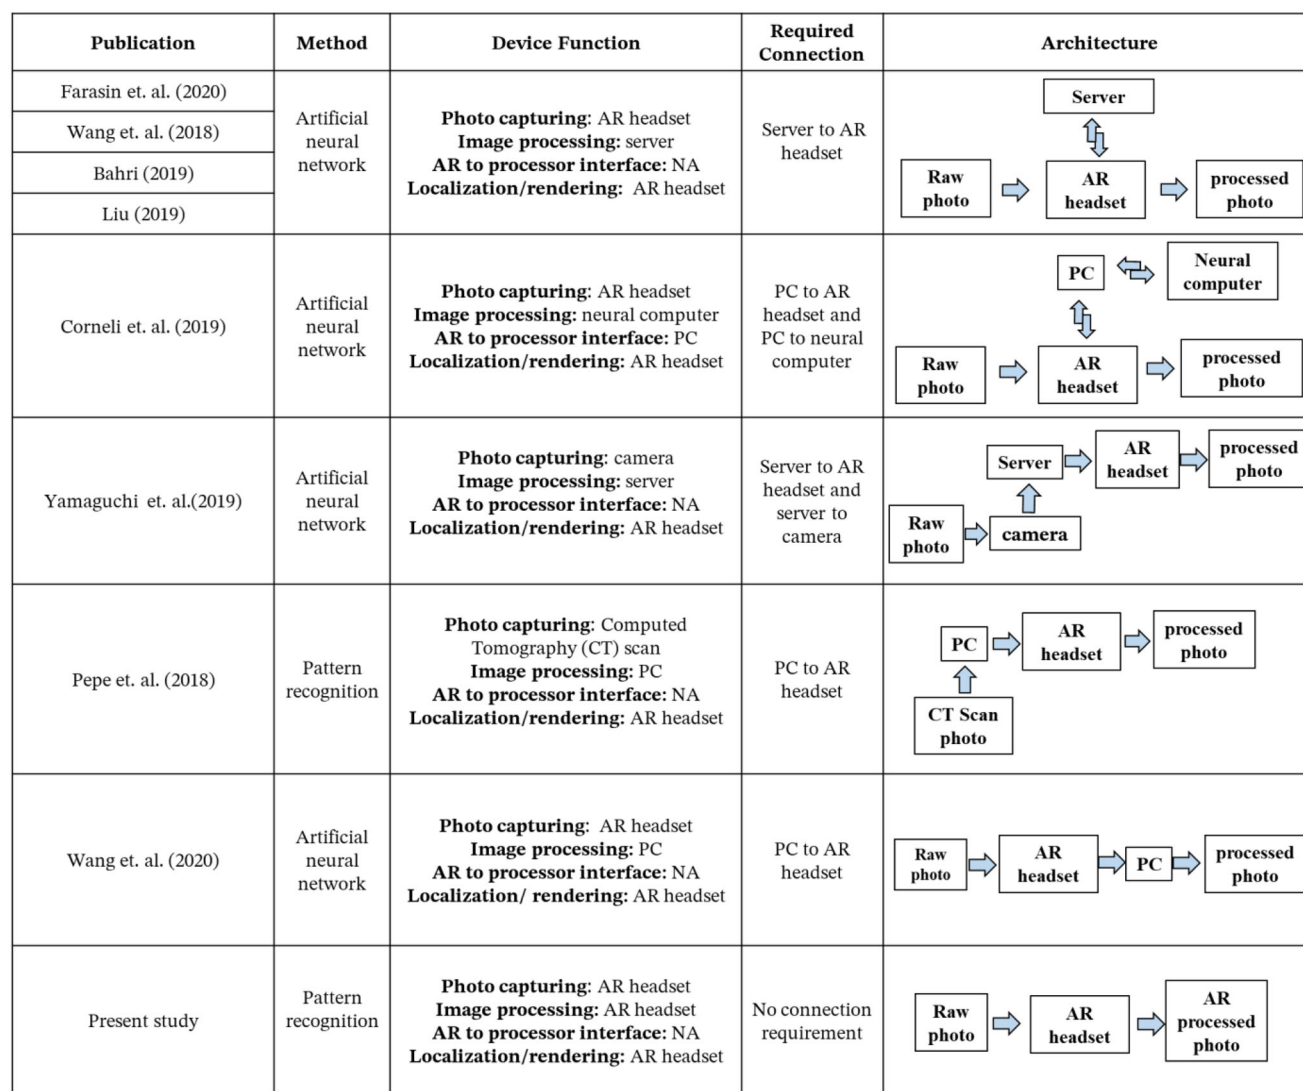 Publication
Method
Device Function
Required
Connection
Architecture
Farasin et. al. (2020)
Wang et. al. (2018)
Bahri (2019)
Liu (2019)
Artificial
neural
network
Photo capturing: AR headset
Image processing: server
AR to processor interface: NA
Localization/rendering: AR headset
Server to AR
headset
Server
Raw
photo
AR
headset
processed
photo
Corneli et. al. (2019)
Artificial
neural
network
Photo capturing: AR headset
Image processing: neural computer
AR to processor interface: PC
Localization/rendering: AR headset
PC to AR
headset and
PC to neural
computer
PC
Neural
computer
Raw
photo
AR
headset
processed
photo
Yamaguchi et. al.(2019)
Artificial
neural
network
Photo capturing: camera
Image processing: server
AR to processor interface: NA
Localization/rendering: AR headset
Server to AR
headset and
server to
camera
Server
AR
headset
processed
photo
Raw
photo
camera
Pepe et. al. (2018)
Pattern
recognition
Photo capturing: Computed
Tomography (CT) scan
Image processing: PC
AR to processor interface: NA
Localization/rendering: AR headset
PC to AR
headset
PC
AR
headset
processed
photo
CT Scan
photo
Wang et. al. (2020)
Artificial
neural
network
Photo capturing: AR headset
Image processing: PC
AR to processor interface: NA
Localization/ rendering: AR headset
PC to AR
headset
Raw
photo
AR
headset
PC
processed
photo
Present study
Pattern
recognition
Photo capturing: AR headset
Image processing: AR headset
AR to processor interface: NA
Localization/rendering: AR headset
No connection
requirement
Raw
photo
AR
headset
AR
processed
photo